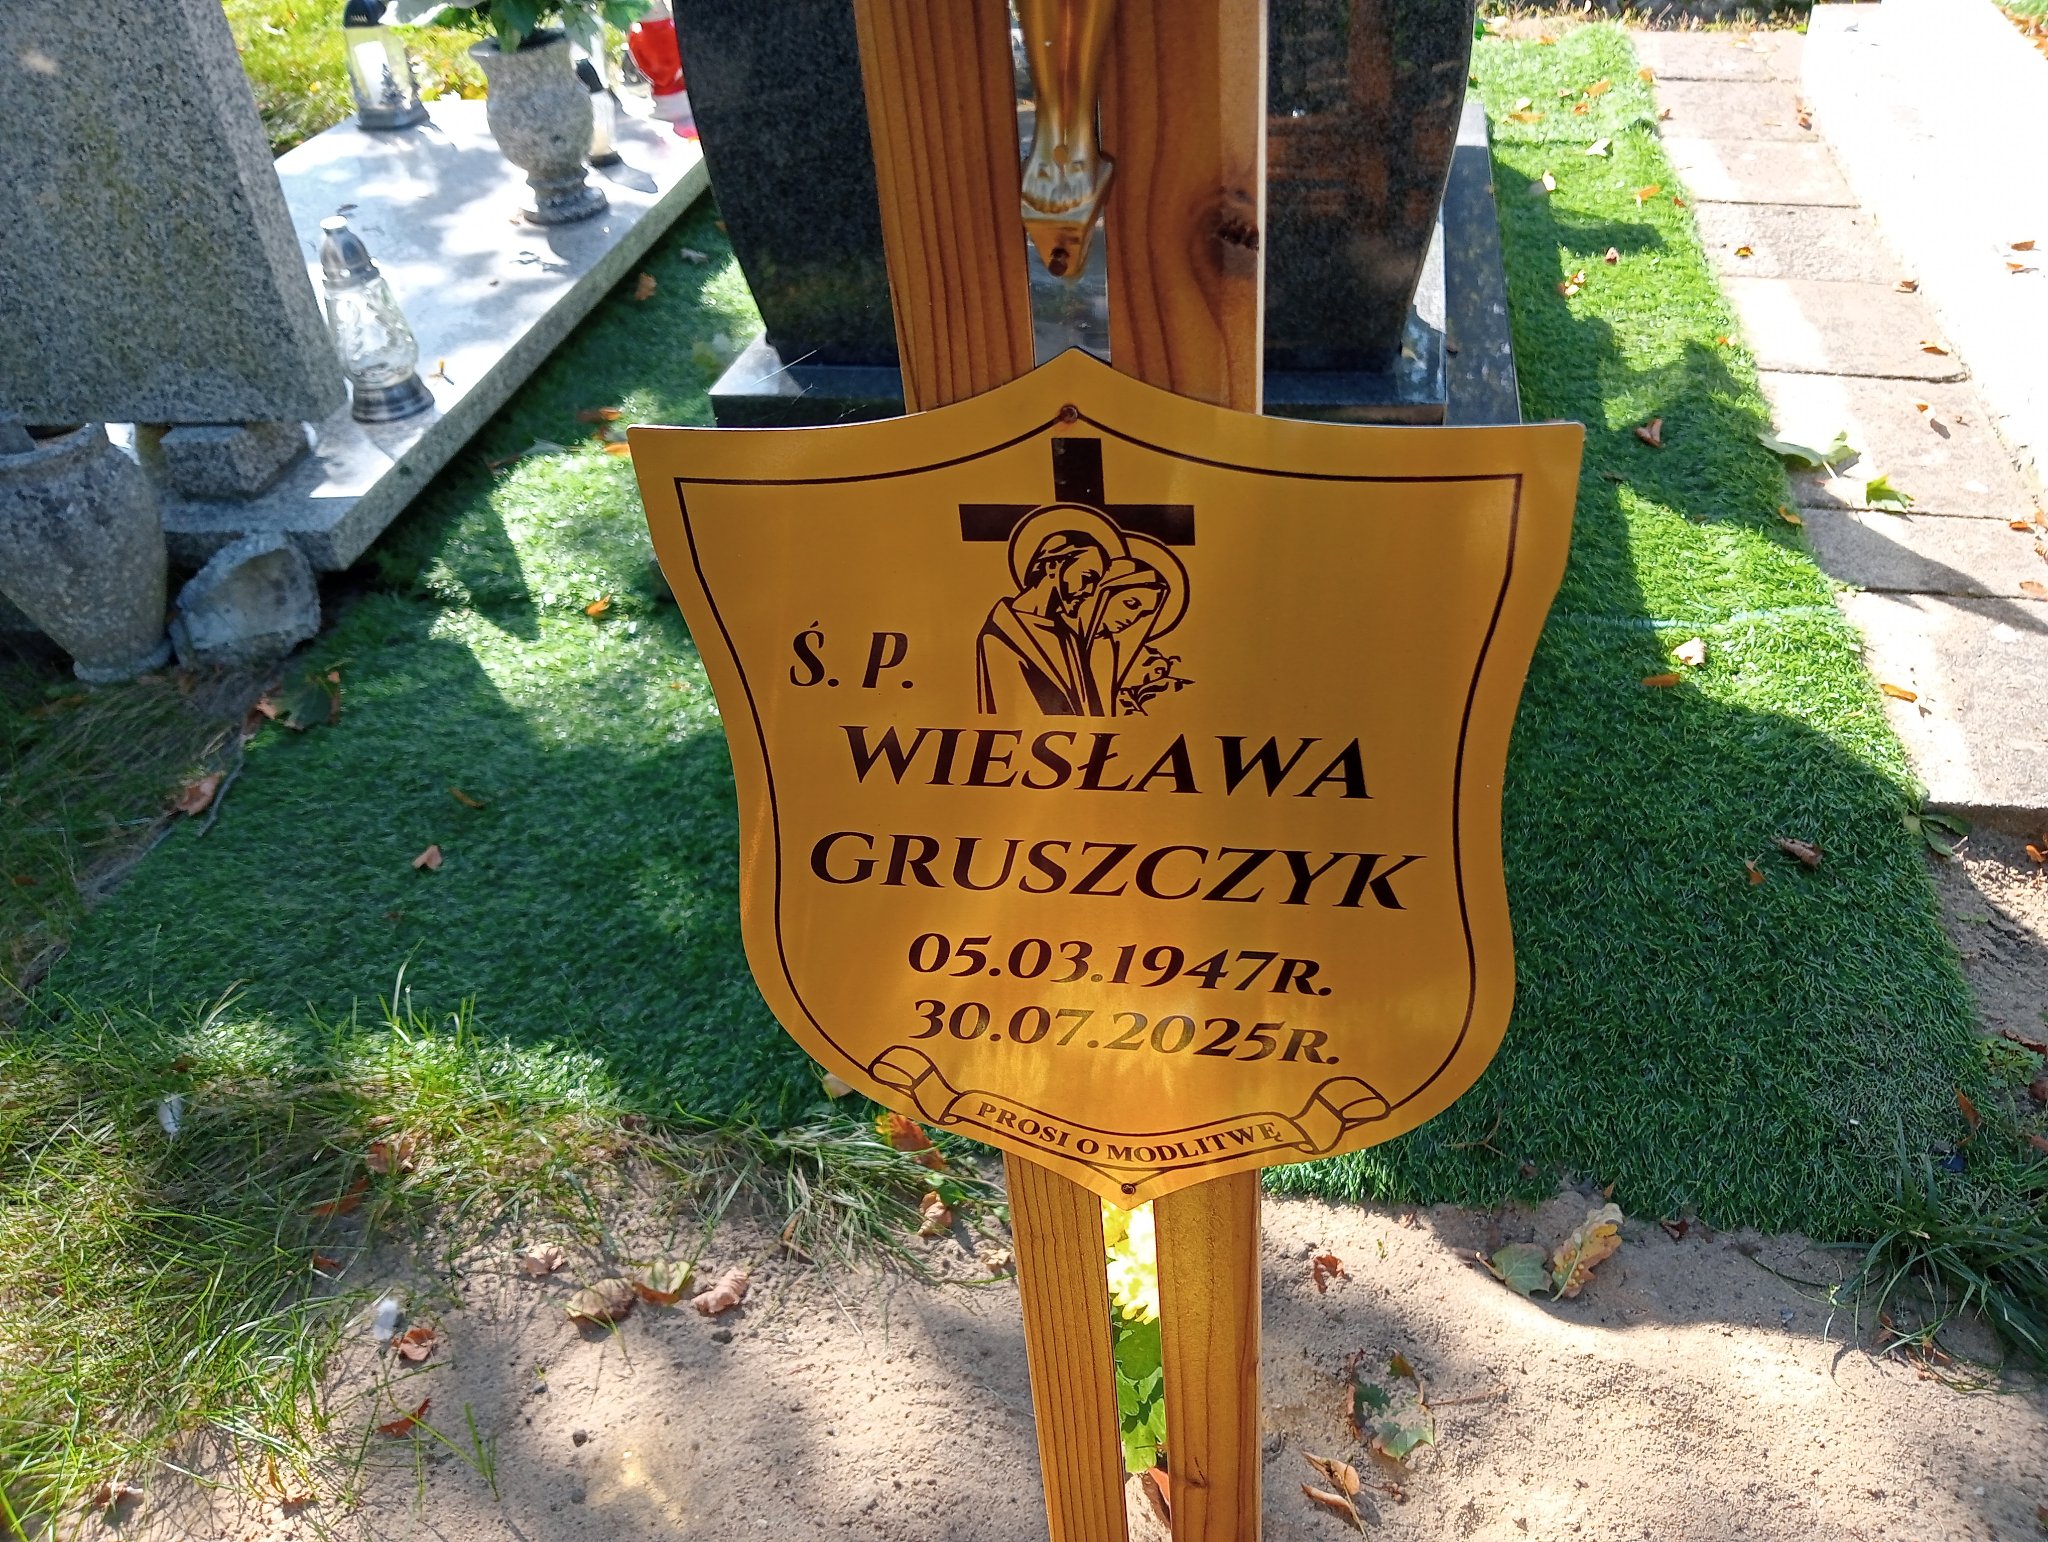 Ś. P.
WIESŁAWA
GRUSZCZYK
05.03.1947R.
30.07.2025R.
PROSI O MODLITWĘ